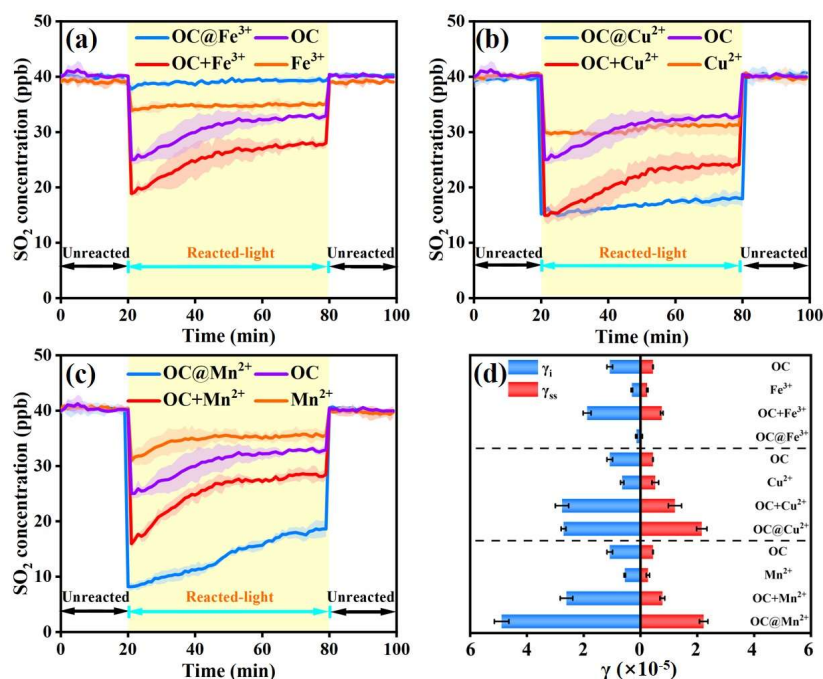 (a)
OC@Fe³⁺ OC
OC+Fe³⁺ Fe³⁺
SO₂ concentration (ppb)
50
40
30
20
10
0
Unreacted Reacted-light Unreacted
0 20 40 60 80 100
Time (min)
(b)
OC@Cu²⁺ OC
OC+Cu²⁺ Cu²⁺
SO₂ concentration (ppb)
50
40
30
20
10
0
Unreacted Reacted-light Unreacted
0 20 40 60 80 100
Time (min)
(c)
OC@Mn²⁺ OC
OC+Mn²⁺ Mn²⁺
SO₂ concentration (ppb)
50
40
30
20
10
0
Unreacted Reacted-light Unreacted
0 20 40 60 80 100
Time (min)
(d)
γᵢ
γₛₛ
OC
Fe³⁺
OC+Fe³⁺
OC@Fe³⁺
OC
Cu²⁺
OC+Cu²⁺
OC@Cu²⁺
OC
Mn²⁺
OC+Mn²⁺
OC@Mn²⁺
6 4 2 0 2 4 6
γ (×10⁻⁵)